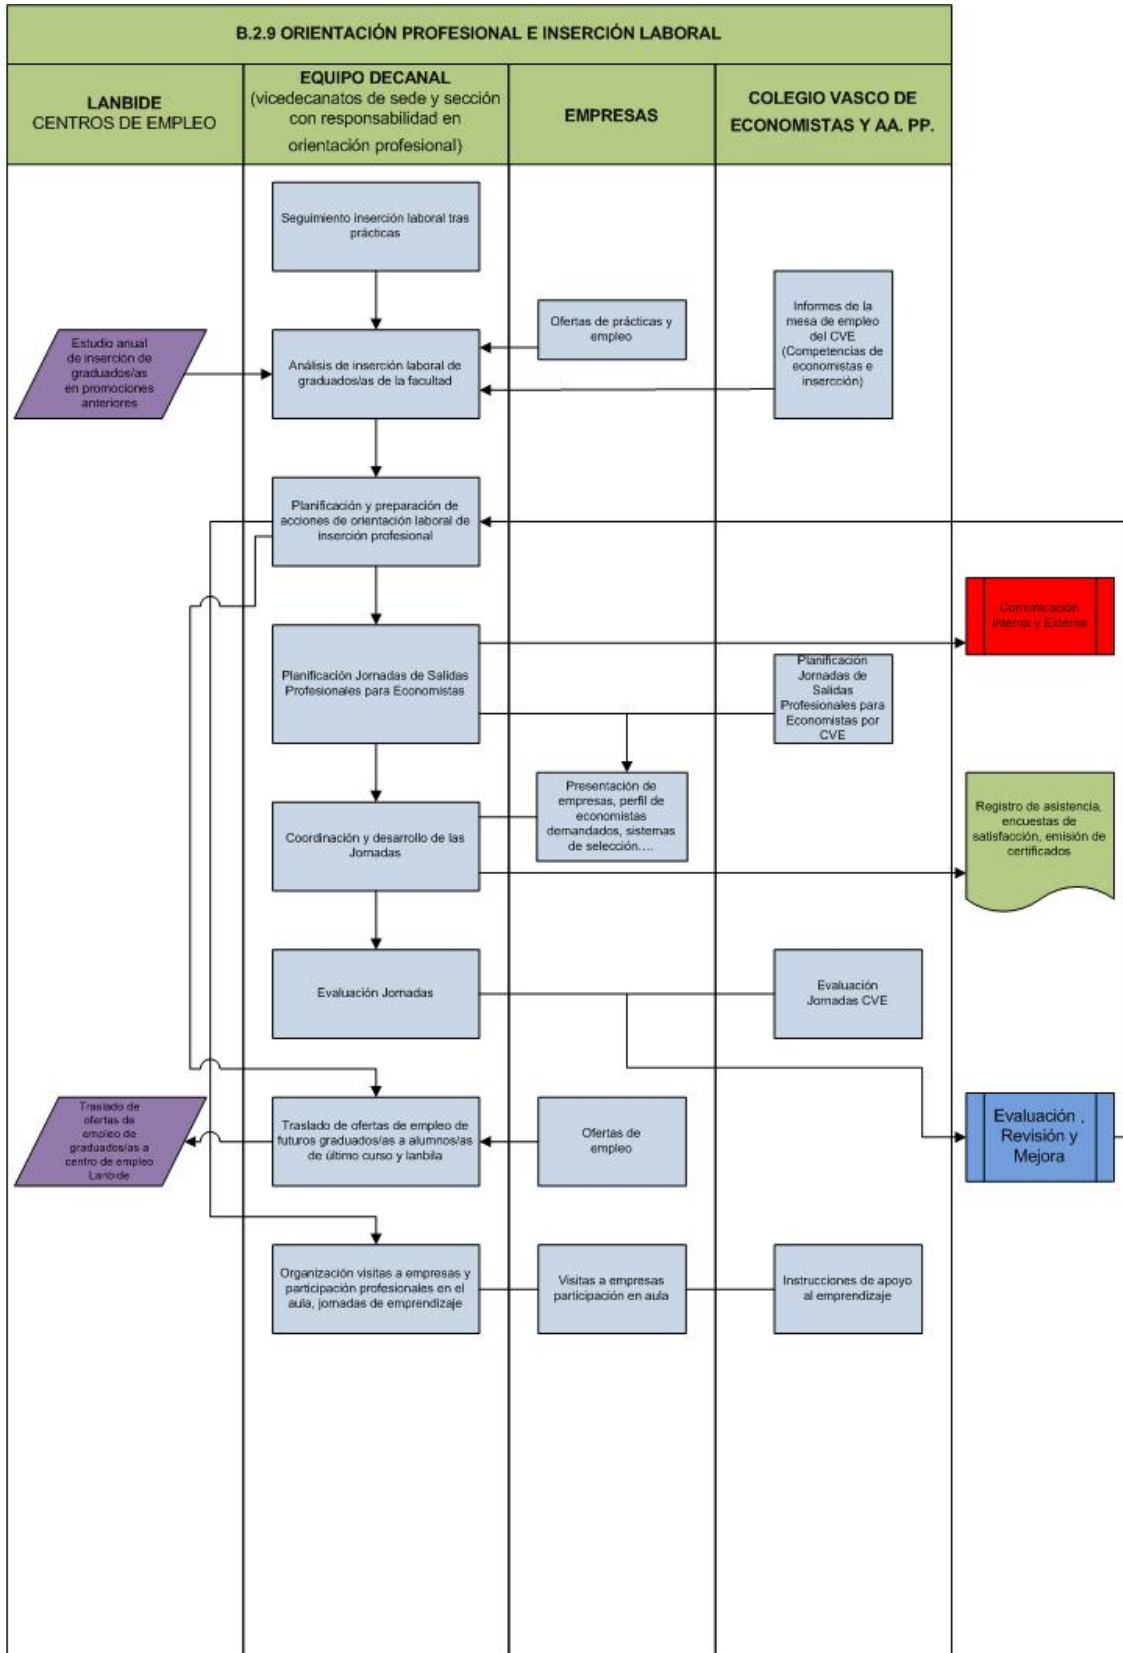 B.2.9 ORIENTACIÓN PROFESIONAL E INSERCIÓN LABORAL
LANBIDE
CENTROS DE EMPLEO
EQUIPO DECANAL
(vicedecanatos de sede y sección
con responsabilidad en
orientación profesional)
EMPRESAS
COLEGIO VASCO DE
ECONOMISTAS Y AA. PP.
Seguimiento inserción laboral tras
prácticas
Ofertas de prácticas y
empleo
Informes de la
mesa de empleo
del CVE
(Competencias de
economistas e
insercción)
Estudio anual
de inserción de
graduados/as
en promociones
anteriores
Análisis de inserción laboral de
graduados/as de la facultad
Planificación y preparación de
acciones de orientación laboral de
inserción profesional
Comunicación
Interna y Externa
Planificación Jornadas de Salidas
Profesionales para Economistas
Planificación
Jornadas de
Salidas
Profesionales para
Economistas por
CVE
Presentación de
empresas, perfil de
economistas
demandados, sistemas
de selección....
Coordinación y desarrollo de las
Jornadas
Registro de asistencia,
encuestas de
satisfacción, emisión de
certificados
Evaluación Jornadas
Evaluación
Jornadas CVE
Traslado de
ofertas de
empleo de
graduados/as a
centro de empleo
Lanbide
Traslado de ofertas de empleo de
futuros graduados/as a alumnos/as
de último curso y lanbila
Ofertas de
empleo
Evaluación ,
Revisión y
Mejora
Organización visitas a empresas y
participación profesionales en el
aula, jornadas de emprendizaje
Visitas a empresas
participación en aula
Instrucciones de apoyo
al emprendizaje